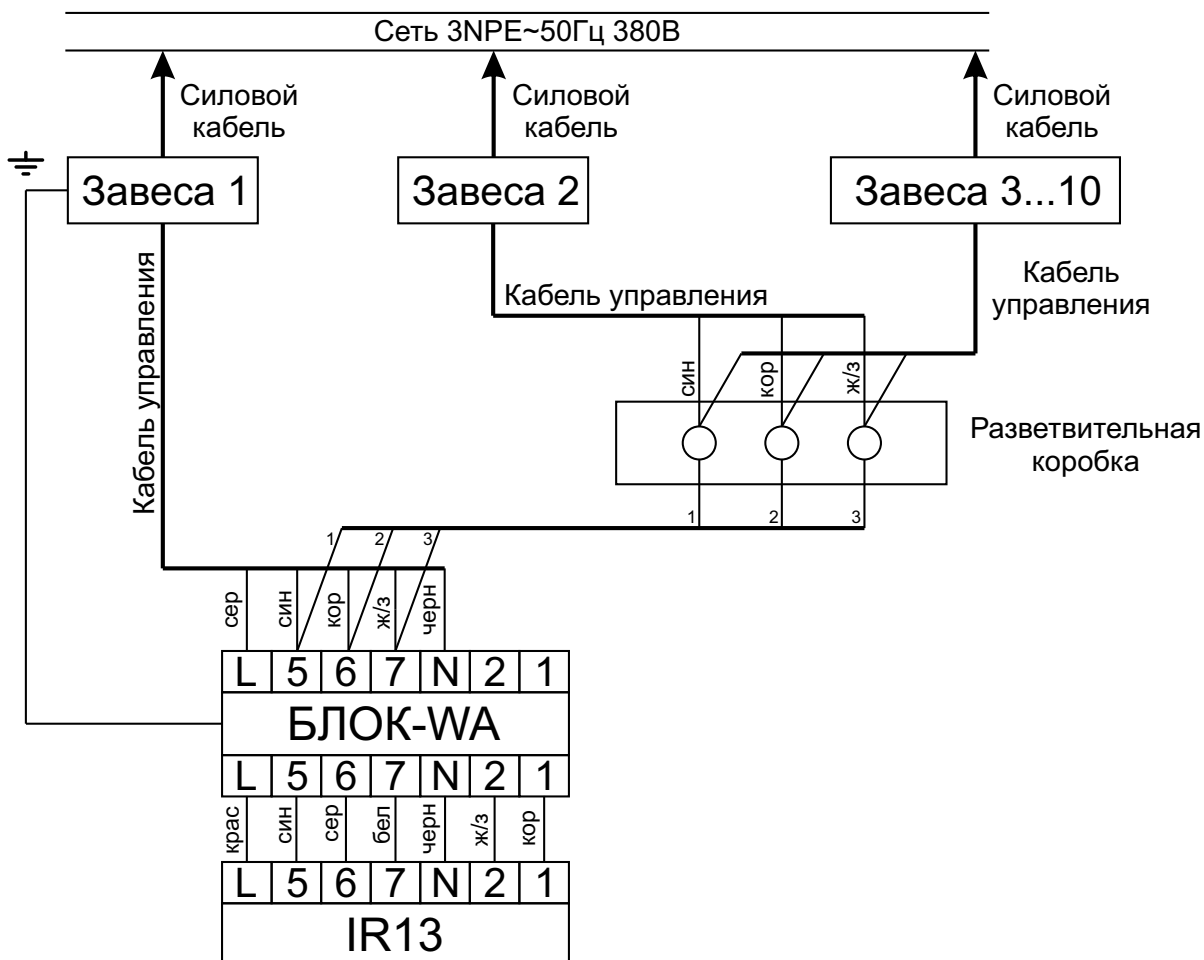 Сеть 3NPE~50Гц 380В
Силовой
кабель
Силовой
кабель
Силовой
кабель
Завеса 1
Завеса 2
Завеса 3...10
Кабель управления
Кабель управления
Кабель
управления
син
кор
ж/з
Разветвительная
коробка
1 2 3
1 2 3
сер син кор ж/з черн
L 5 6 7 N 2 1
БЛОК-WA
L 5 6 7 N 2 1
крас син сер бел черн ж/з кор
L 5 6 7 N 2 1
IR13